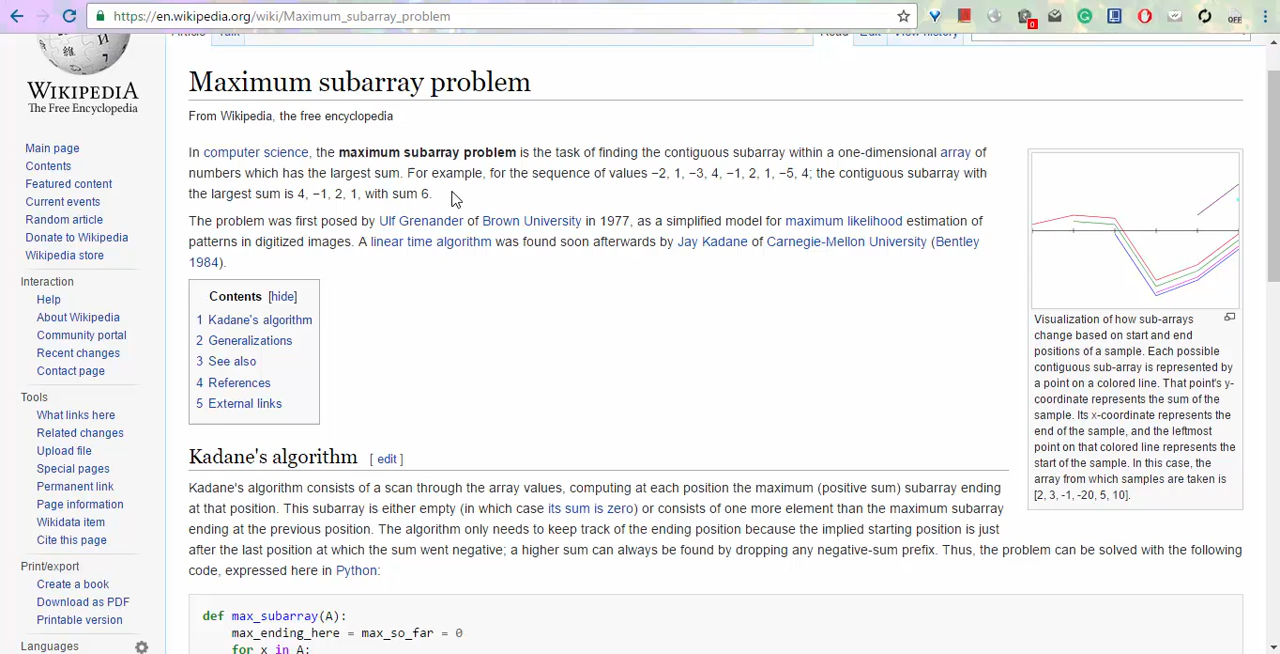 https://en.wikipedia.org/wiki/Maximum_subarray_problem
0
OFF
Article Talk Read Edit View history
WIKIPEDIA
The Free Encyclopedia
Main page
Contents
Featured content
Current events
Random article
Donate to Wikipedia
Wikipedia store
Interaction
Help
About Wikipedia
Community portal
Recent changes
Contact page
Tools
What links here
Related changes
Upload file
Special pages
Permanent link
Page information
Wikidata item
Cite this page
Print/export
Create a book
Download as PDF
Printable version
Languages
Maximum subarray problem
From Wikipedia, the free encyclopedia
In computer science, the maximum subarray problem is the task of finding the contiguous subarray within a one-dimensional array of
numbers which has the largest sum. For example, for the sequence of values −2, 1, −3, 4, −1, 2, 1, −5, 4; the contiguous subarray with
the largest sum is 4, −1, 2, 1, with sum 6.
The problem was first posed by Ulf Grenander of Brown University in 1977, as a simplified model for maximum likelihood estimation of
patterns in digitized images. A linear time algorithm was found soon afterwards by Jay Kadane of Carnegie-Mellon University (Bentley
1984).
Contents [hide]
1 Kadane's algorithm
2 Generalizations
3 See also
4 References
5 External links
Visualization of how sub-arrays
change based on start and end
positions of a sample. Each possible
contiguous sub-array is represented by
a point on a colored line. That point's y-
coordinate represents the sum of the
sample. Its x-coordinate represents the
end of the sample, and the leftmost
point on that colored line represents the
start of the sample. In this case, the
array from which samples are taken is
[2, 3, -1, -20, 5, 10].
Kadane's algorithm [ edit ]
Kadane's algorithm consists of a scan through the array values, computing at each position the maximum (positive sum) subarray ending
at that position. This subarray is either empty (in which case its sum is zero) or consists of one more element than the maximum subarray
ending at the previous position. The algorithm only needs to keep track of the ending position because the implied starting position is just
after the last position at which the sum went negative; a higher sum can always be found by dropping any negative-sum prefix. Thus, the problem can be solved with the following
code, expressed here in Python:
def max_subarray(A):
max_ending_here = max_so_far = 0
for x in A: